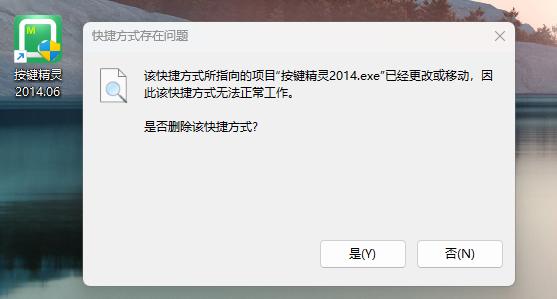 M
按键精灵
2014.06
快捷方式存在问题
该快捷方式所指向的项目“按键精灵2014.exe”已经更改或移动，因
此该快捷方式无法正常工作。
是否删除该快捷方式?
是(Y)
否(N)